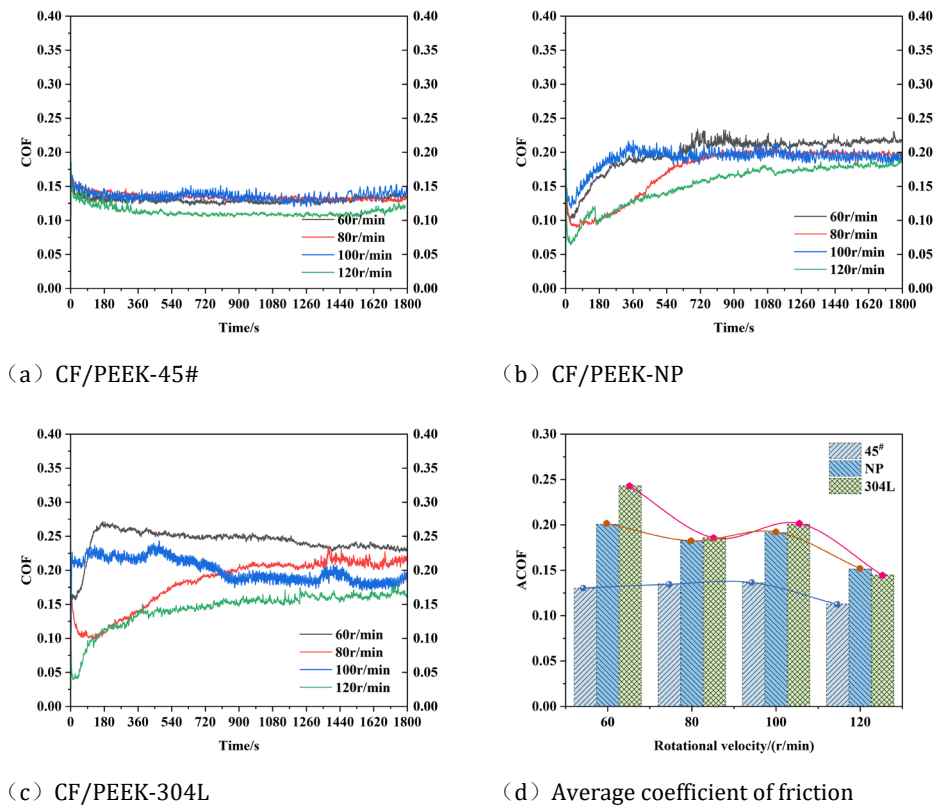 0.40 0.40
0.35 0.35
0.30 0.30
0.25 0.25
0.20 0.20
0.15 0.15
0.10 0.10
0.05 0.05
0.00 0.00
COF
60r/min
80r/min
100r/min
120r/min
0 180 360 540 720 900 1080 1260 1440 1620 1800
Time/s
（a）CF/PEEK-45#
0.40 0.40
0.35 0.35
0.30 0.30
0.25 0.25
0.20 0.20
0.15 0.15
0.10 0.10
0.05 0.05
0.00 0.00
COF
60r/min
80r/min
100r/min
120r/min
0 180 360 540 720 900 1080 1260 1440 1620 1800
Time/s
（b）CF/PEEK-NP
0.40 0.40
0.35 0.35
0.30 0.30
0.25 0.25
0.20 0.20
0.15 0.15
0.10 0.10
0.05 0.05
0.00 0.00
COF
60r/min
80r/min
100r/min
120r/min
0 180 360 540 720 900 1080 1260 1440 1620 1800
Time/s
（c）CF/PEEK-304L
0.30
0.25
0.20
0.15
0.10
0.05
0.00
ACOF
45#
NP
304L
60 80 100 120
Rotational velocity/(r/min)
（d）Average coefficient of friction